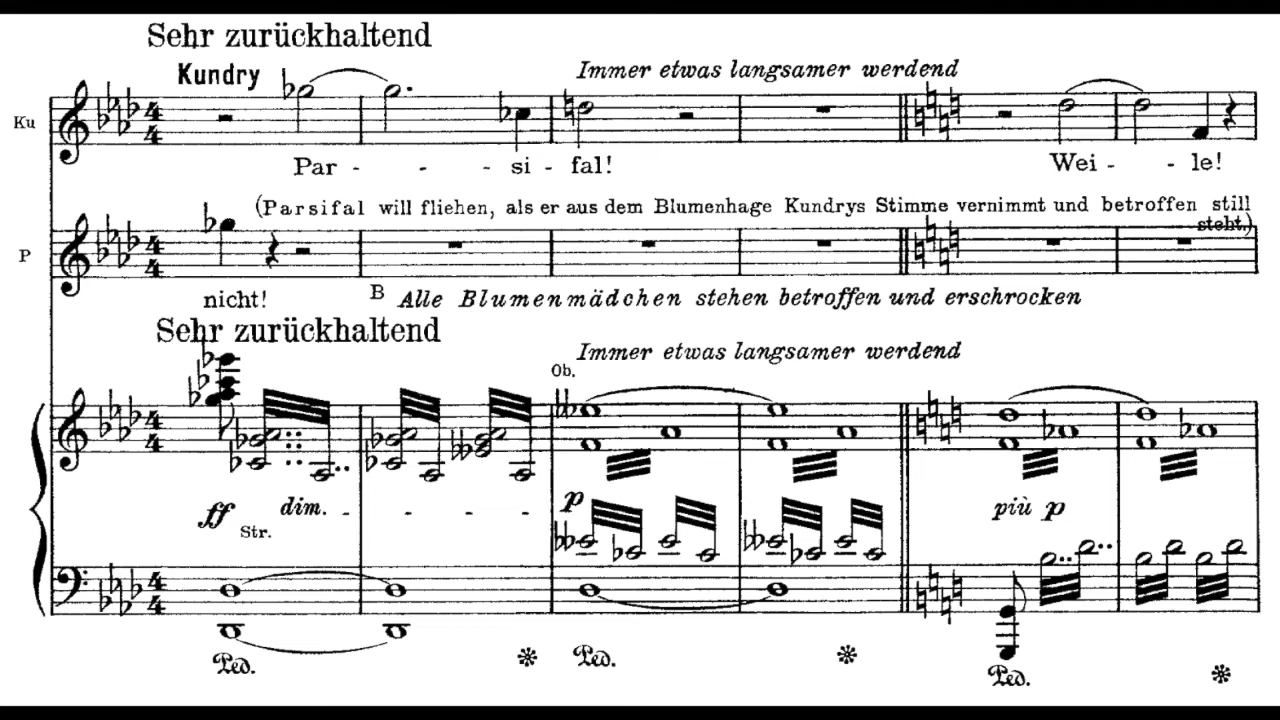 Sehr zurückhaltend
Kundry
Immer etwas langsamer werdend
Ku
Par - - - si - fal! Wei - - le!
(Parsifal will fliehen, als er aus dem Blumenhage Kundrys Stimme vernimmt und betroffen still
steht.)
P
nicht!
B Alle Blumenmädchen stehen betroffen und erschrocken
Sehr zurückhaltend
Immer etwas langsamer werdend
Ob.
ff dim. - - - - p più p
Str.
Ped. Ped. Ped.